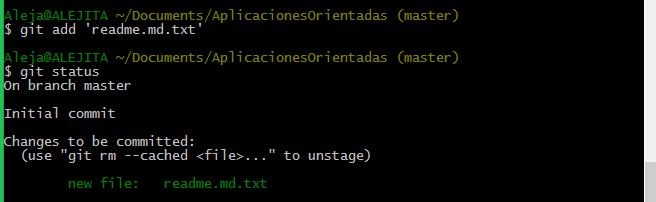 Aleja@ALEJITA ~/Documents/AplicacionesOrientadas (master)
$ git add 'readme.md.txt'
Aleja@ALEJITA ~/Documents/AplicacionesOrientadas (master)
$ git status
On branch master
Initial commit
Changes to be committed:
  (use "git rm --cached <file>..." to unstage)
        new file:   readme.md.txt